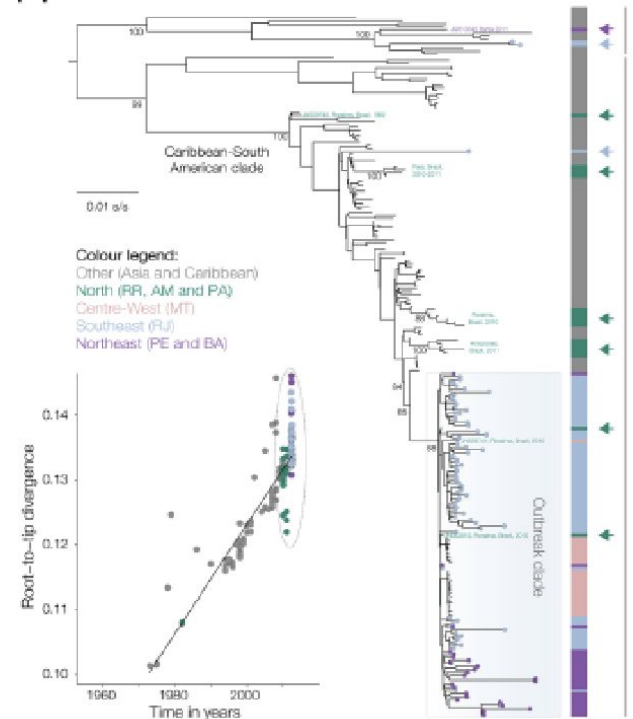 100
100
99
100
Caribbean-South
American clade
0.01 s/s
100
Colour legend:
Other (Asia and Caribbean)
North (RR, AM and PA)
Centre-West (MT)
Southeast (RJ)
Northeast (PE and BA)
100
94
Outbreak clade
Root-to-tip divergence
0.14
0.13
0.12
0.11
0.10
1960
1980
2000
Time in years